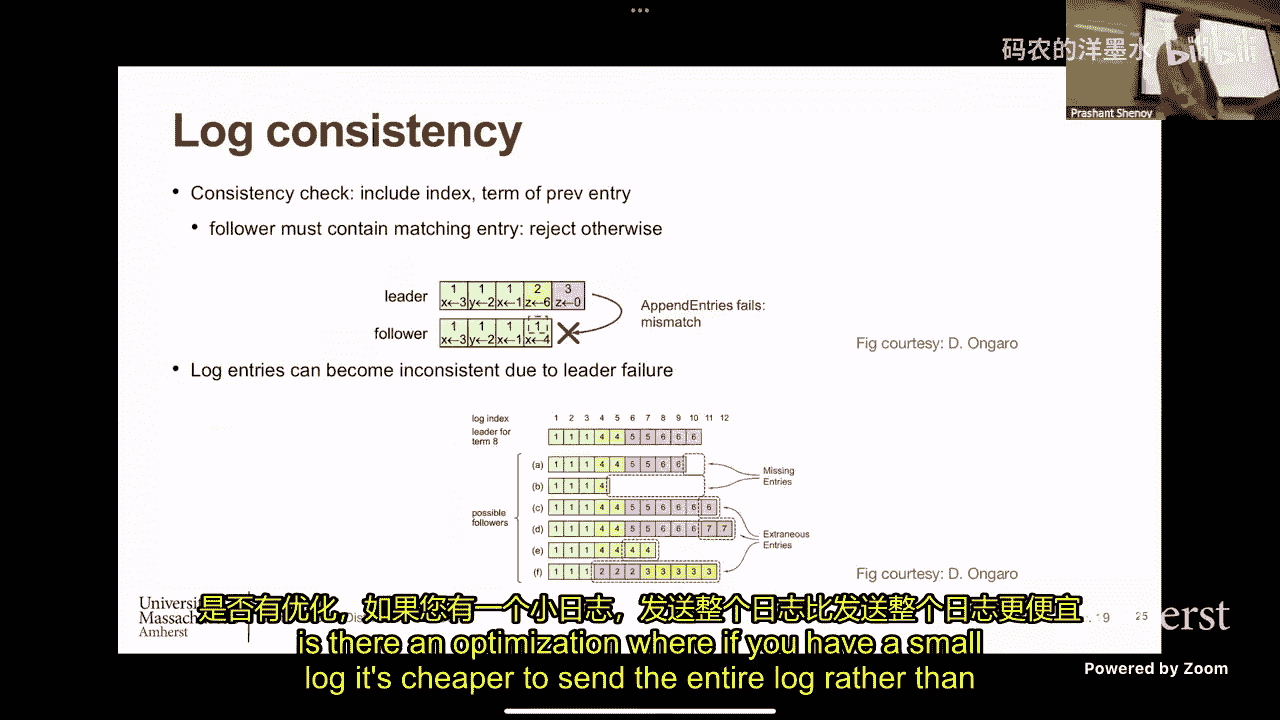 码农的洋墨水 bilibili
Prashant Shenoy
Log consistency
• Consistency check: include index, term of prev entry
• follower must contain matching entry: reject otherwise
leader
1 1 1 2 3
x←3 y←2 x←1 z←6 z←0
follower
1 1 1 1
x←3 y←2 x←1 x←4
AppendEntries fails:
mismatch
Fig courtesy: D. Ongaro
• Log entries can become inconsistent due to leader failure
log index 1 2 3 4 5 6 7 8 9 10 11 12
leader for
term 8
1 1 1 4 4 5 5 6 6 6
possible
followers
(a) 1 1 1 4 4 5 5 6 6
(b) 1 1 1 4
(c) 1 1 1 4 4 5 5 6 6 6 6
(d) 1 1 1 4 4 5 5 6 6 6 7 7
(e) 1 1 1 4 4 4 4
(f) 1 1 1 2 2 2 3 3 3 3 3
Missing
Entries
Extraneous
Entries
Fig courtesy: D. Ongaro
Massachusetts
Amherst
19
25
erst
是否有优化，如果您有一个小日志，发送整个日志比发送整个日志更便宜
is there an optimization where if you have a small
log it's cheaper to send the entire log rather than
Powered by Zoom